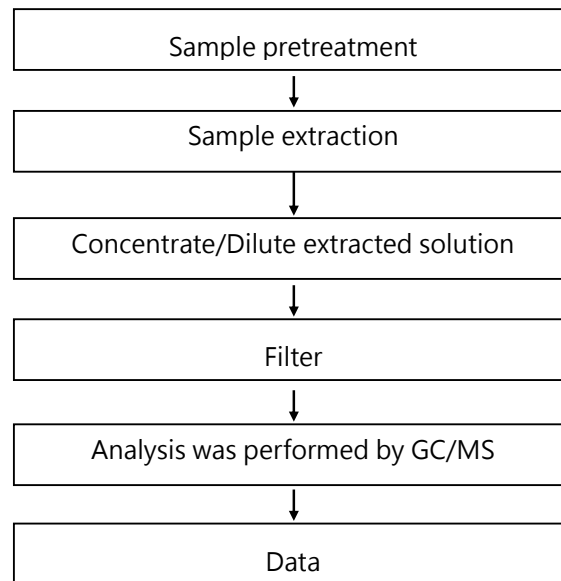 Sample pretreatment
Sample extraction
Concentrate/Dilute extracted solution
Filter
Analysis was performed by GC/MS
Data